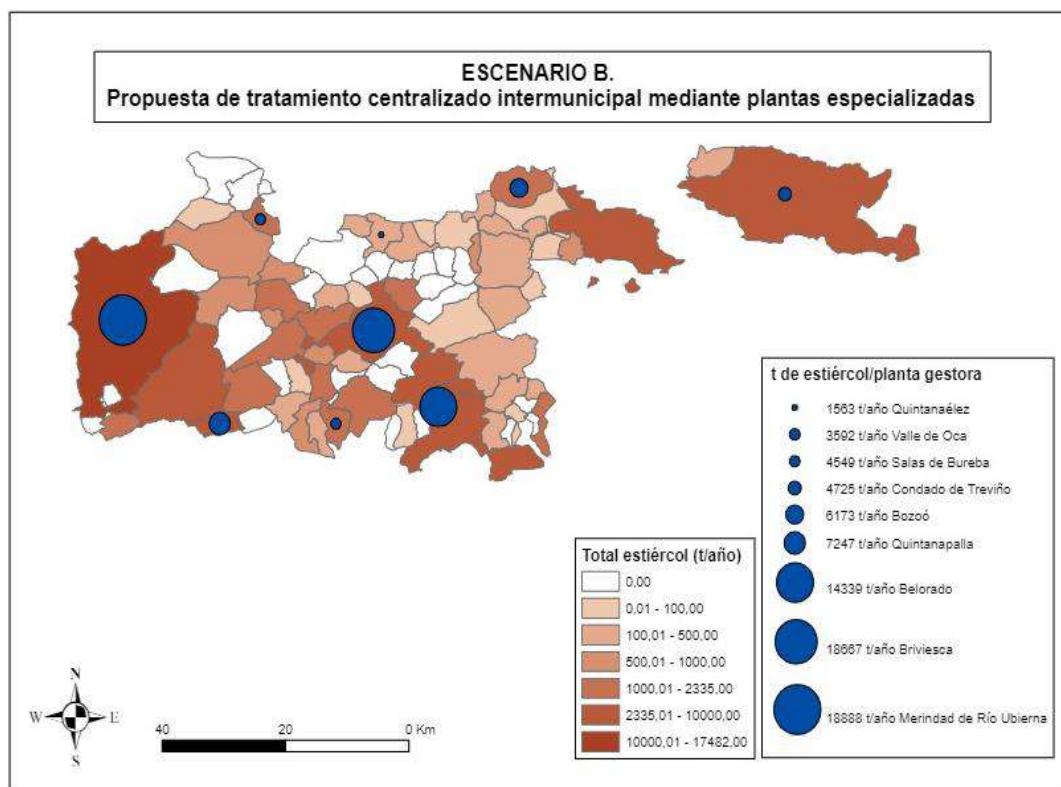 ESCENARIO B.
Propuesta de tratamiento centralizado intermunicipal mediante plantas especializadas
t de estiércol/planta gestora
1563 t/año Quintanaélez
3592 t/año Valle de Oca
4549 t/año Salas de Bureba
4725 t/año Condado de Treviño
6173 t/año Bozoó
7247 t/año Quintanapalla
14339 t/año Belorado
18667 t/año Briviesca
18888 t/año Merindad de Río Ubierna
Total estiércol (t/año)
0,00
0,01 - 100,00
100,01 - 500,00
500,01 - 1000,00
1000,01 - 2335,00
2335,01 - 10000,00
10000,01 - 17482,00
N
W E
S
40 20 0 Km